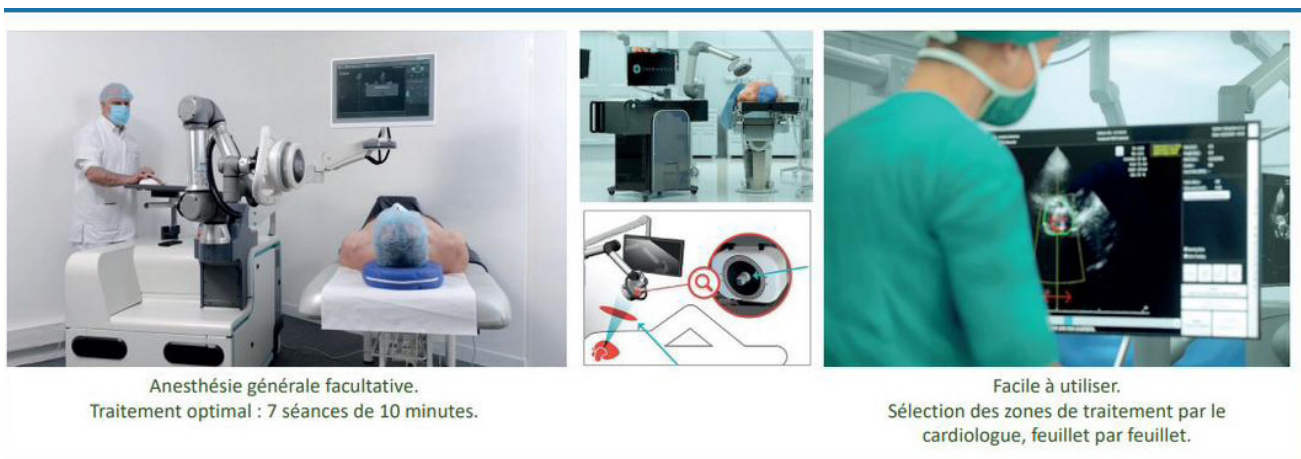 Anesthésie générale facultative.
Traitement optimal : 7 séances de 10 minutes.
Facile à utiliser.
Sélection des zones de traitement par le
cardiologue, feuillet par feuillet.